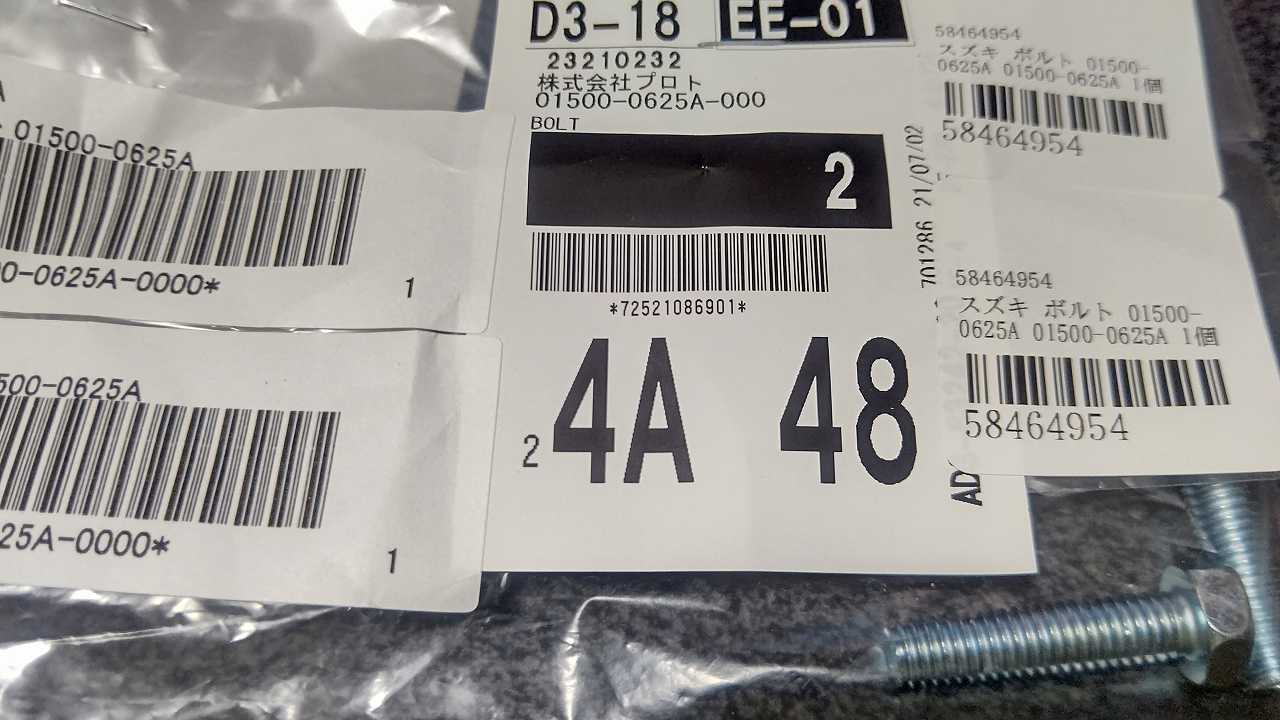 01500-0625A
00-0625A-0000*
1
500-0625A
25A-0000*
1
D3-18 EE-01
23210232
株式会社プロト
01500-0625A-000
BOLT
2
*72521086901*
2 4A 48
701286 21/07/02
AD
58464954
スズキ ボルト 01500-
0625A 01500-0625A 1個
58464954
58464954
スズキ ボルト 01500-
0625A 01500-0625A 1個
58464954